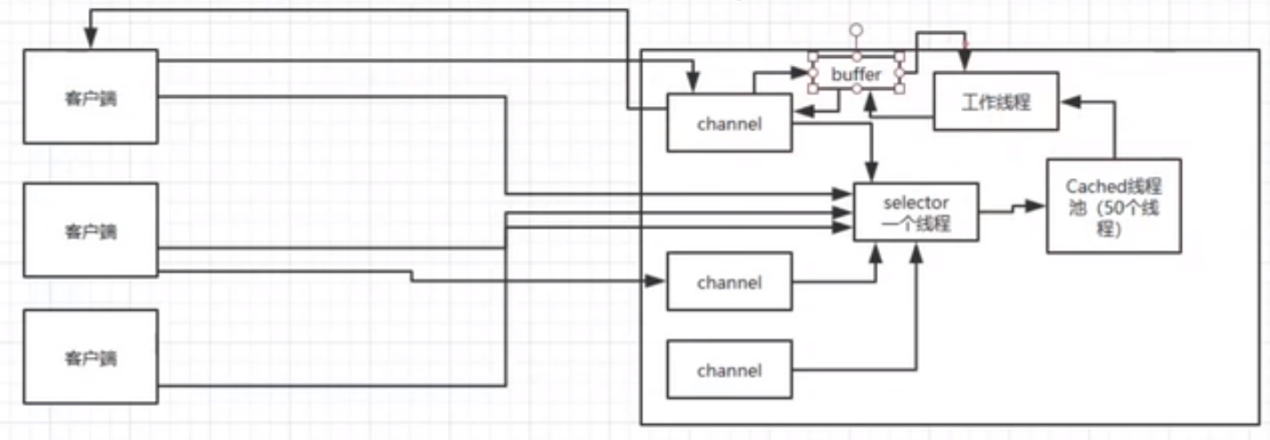 客户端
客户端
客户端
channel
buffer
工作线程
selector
一个线程
Cached线程
池（50个线
程）
channel
channel